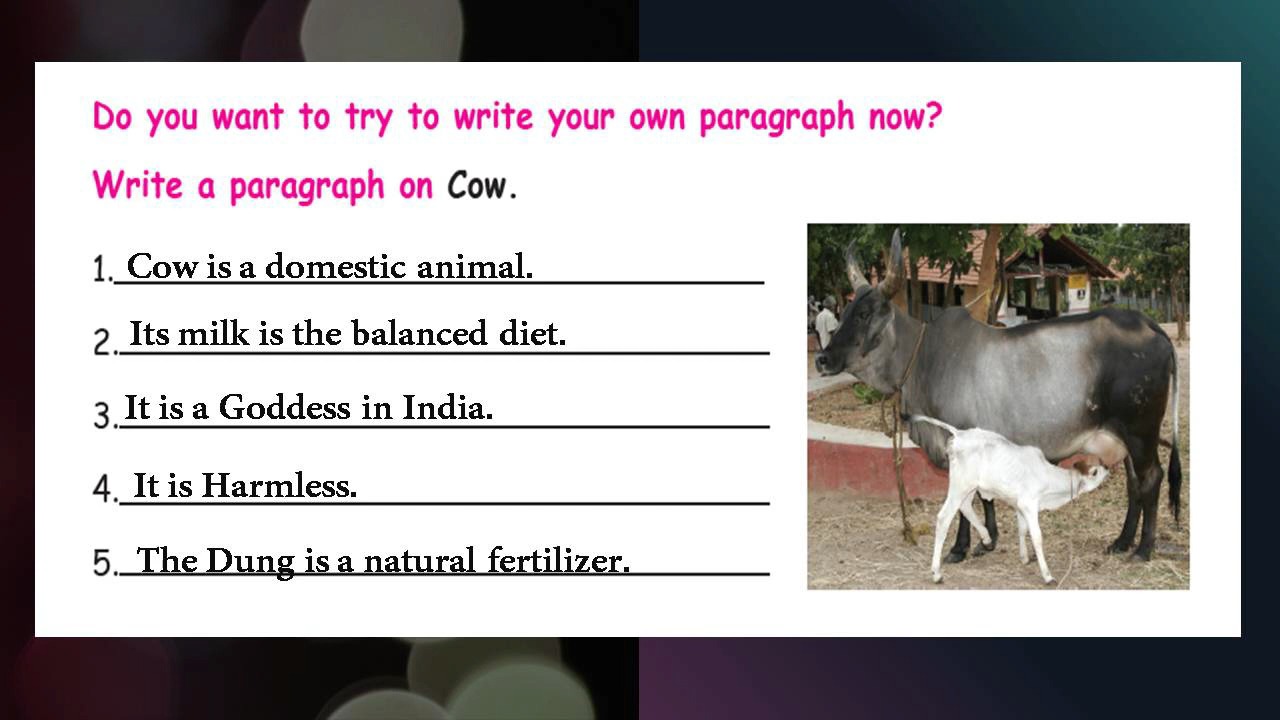 Do you want to try to write your own paragraph now?
Write a paragraph on Cow.
1. Cow is a domestic animal.
2. Its milk is the balanced diet.
3. It is a Goddess in India.
4. It is Harmless.
5. The Dung is a natural fertilizer.